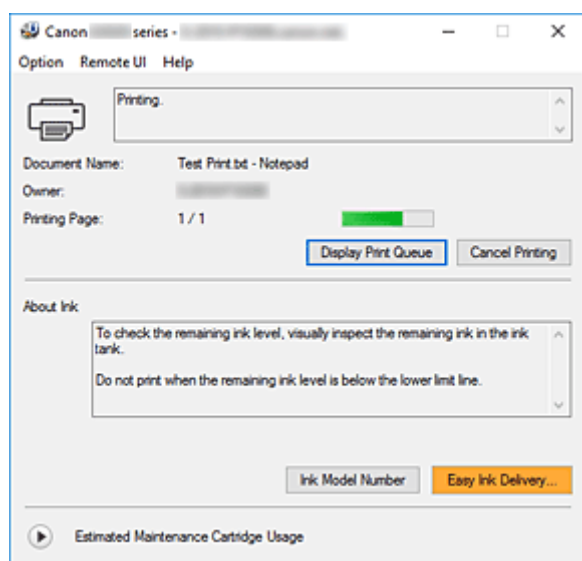 Canon series -
Option Remote UI Help
Printing.
Document Name: Test Print.txt - Notepad
Owner:
Printing Page: 1 / 1
Display Print Queue Cancel Printing
About Ink
To check the remaining ink level, visually inspect the remaining ink in the ink
tank.
Do not print when the remaining ink level is below the lower limit line.
Ink Model Number Easy Ink Delivery...
Estimated Maintenance Cartridge Usage